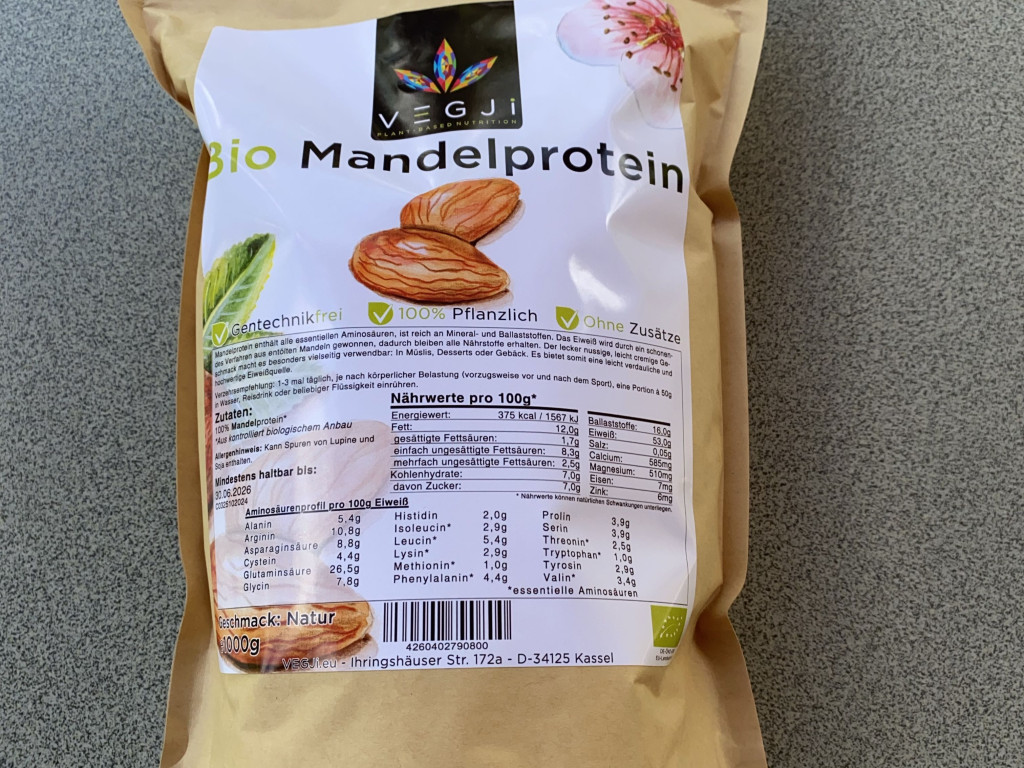 VEGJi
PLANT-BASED NUTRITION
Bio Mandelprotein
Gentechnikfrei
100% Pflanzlich
Ohne Zusätze
Mandelprotein enthält alle essentiellen Aminosäuren, ist reich an Mineral- und Ballaststoffen. Das Eiweiß wird durch ein schonen-
des Verfahren aus entölten Mandeln gewonnen, dadurch bleiben alle Nährstoffe erhalten. Der lecker nussige, leicht cremige Ge-
schmack macht es besonders vielseitig verwendbar: In Müslis, Desserts oder Gebäck. Es bietet somit eine leicht verdauliche und
hochwertige Eiweißquelle.
Verzehrsempfehlung: 1-3 mal täglich, je nach körperlicher Belastung (vorzugsweise vor und nach dem Sport), eine Portion à 50g
in Wasser, Reisdrink oder beliebiger Flüssigkeit einrühren.
Zutaten:
100% Mandelprotein*
*Aus kontrolliert biologischem Anbau
Allergenhinweis: Kann Spuren von Lupine und
Soja enthalten.
Mindestens haltbar bis:
30.06.2026
Nährwerte pro 100g*
Energiewert: 375 kcal / 1567 kJ
Fett: 12,0g
gesättigte Fettsäuren: 1,7g
einfach ungesättigte Fettsäuren: 8,3g
mehrfach ungesättigte Fettsäuren: 2,5g
Kohlenhydrate: 7,0g
davon Zucker: 7,0g
Ballaststoffe: 16,0g
Eiweiß: 53,0g
Salz: 0,05g
Calcium: 585mg
Magnesium: 510mg
Eisen: 7mg
Zink: 6mg
* Nährwerte können natürlichen Schwankungen unterliegen.
Aminosäurenprofil pro 100g Eiweiß
Alanin 5,4g
Arginin 10,8g
Asparaginsäure 8,8g
Cystein 4,4g
Glutaminsäure 26,5g
Glycin 7,8g
Histidin 2,0g
Isoleucin* 2,9g
Leucin* 5,4g
Lysin* 2,9g
Methionin* 1,0g
Phenylalanin* 4,4g
Prolin 3,9g
Serin 3,9g
Threonin* 2,5g
Tryptophan* 1,0g
Tyrosin 2,9g
Valin* 3,4g
*essentielle Aminosäuren
Geschmack: Natur
1000g
4260402790800
VEGJi.eu - Ihringshäuser Str. 172a - D-34125 Kassel